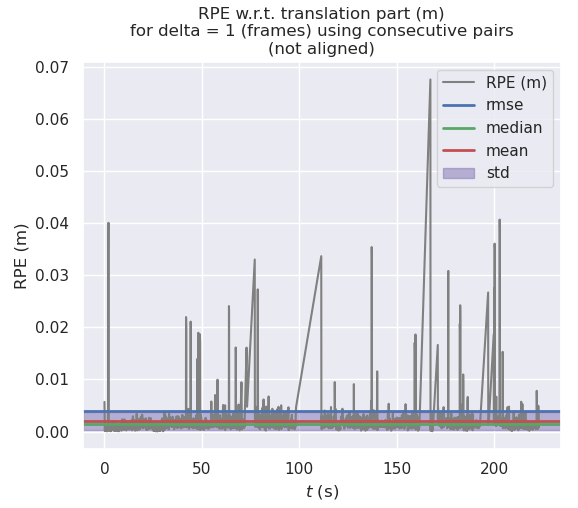 RPE w.r.t. translation part (m)
for delta = 1 (frames) using consecutive pairs
(not aligned)
0.07
0.06
0.05
0.04
0.03
0.02
0.01
0.00
RPE (m)
RPE (m)
rmse
median
mean
std
0
50
100
150
200
t (s)